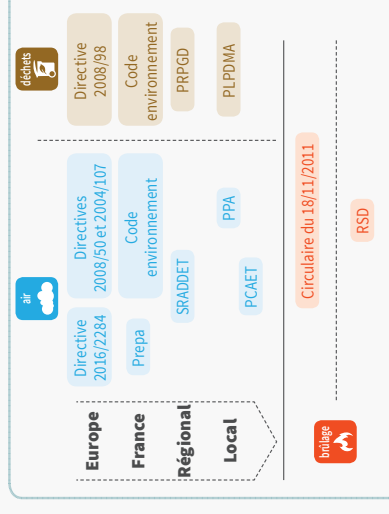 air
déchets
Europe
Directive
2016/2284
Directives
2008/50 et 2004/107
Directive
2008/98
France
Prepa
Code
environnement
Code
environnement
Régional
SRADDET
PRPGD
Local
PCAET
PPA
PLPDMA
brûlage
Circulaire du 18/11/2011
RSD